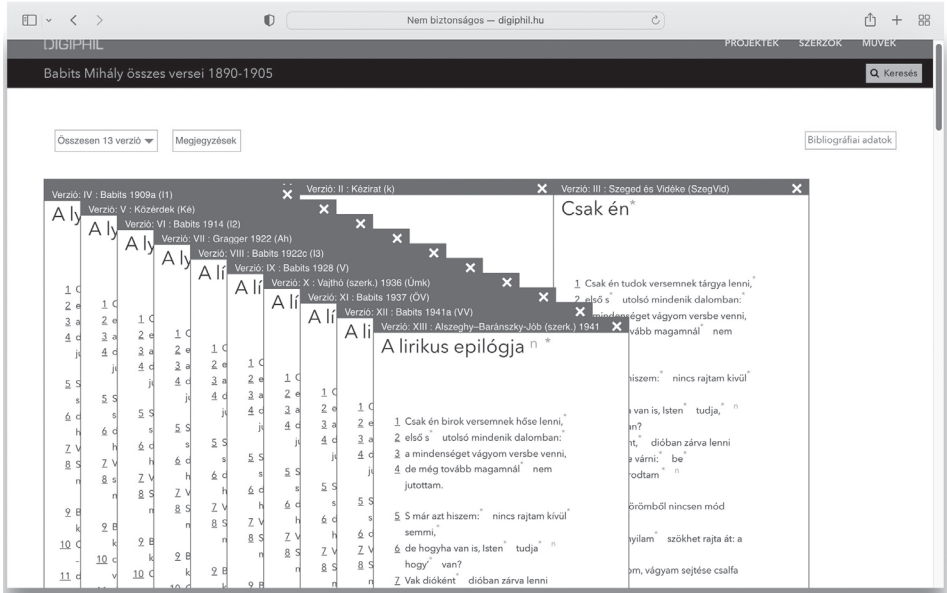 Nem biztonságos — digiphil.hu
DIGIPHIL
PROJEKTEK SZERZŐK MŰVEK
Babits Mihály összes versei 1890-1905
Keresés
Összesen 13 verzió
Megjegyzések
Bibliográfiai adatok
Verzió: IV : Babits 1909a (I1)
Verzió: II : Kézirat (k)
Verzió: III : Szeged és Vidéke (SzegVid)
Verzió: V : Közérdek (Ké)
Verzió: VI : Babits 1914 (I2)
Verzió: VII : Gragger 1922 (Ah)
Verzió: VIII : Babits 1922c (I3)
Verzió: IX : Babits 1928 (V)
Verzió: X : Vajthó (szerk.) 1936 (Úmk)
Verzió: XI : Babits 1937 (ÖV)
Verzió: XII : Babits 1941a (VV)
Verzió: XIII : Alszeghy–Baránszky-Jób (szerk.) 1941
Csak én*
1 Csak én tudok versemnek tárgya lenni,*
2 első s* utolsó mindenik dalomban:*
mindenséget vágyom versbe venni,
vább magamnál* nem
hiszem:* nincs rajtam kívül*
van is, Isten* tudja,* n
n?
dióban zárva lenni
várni:* be*
rodtam* n
örömből nincsen mód
nyilam* szökhet rajta át: a
om, vágyam sejtése csalfa
A lirikus epilógja n *
1 Csak én birok versemnek hőse lenni,*
2 első s* utolsó mindenik dalomban:*
3 a mindenséget vágyom versbe venni,
4 de még tovább magamnál* nem
jutottam.
5 S már azt hiszem:* nincs rajtam kívül*
semmi,*
6 de hogyha van is, Isten* tudja* n
hogy* van?
7 Vak dióként* dióban zárva lenni